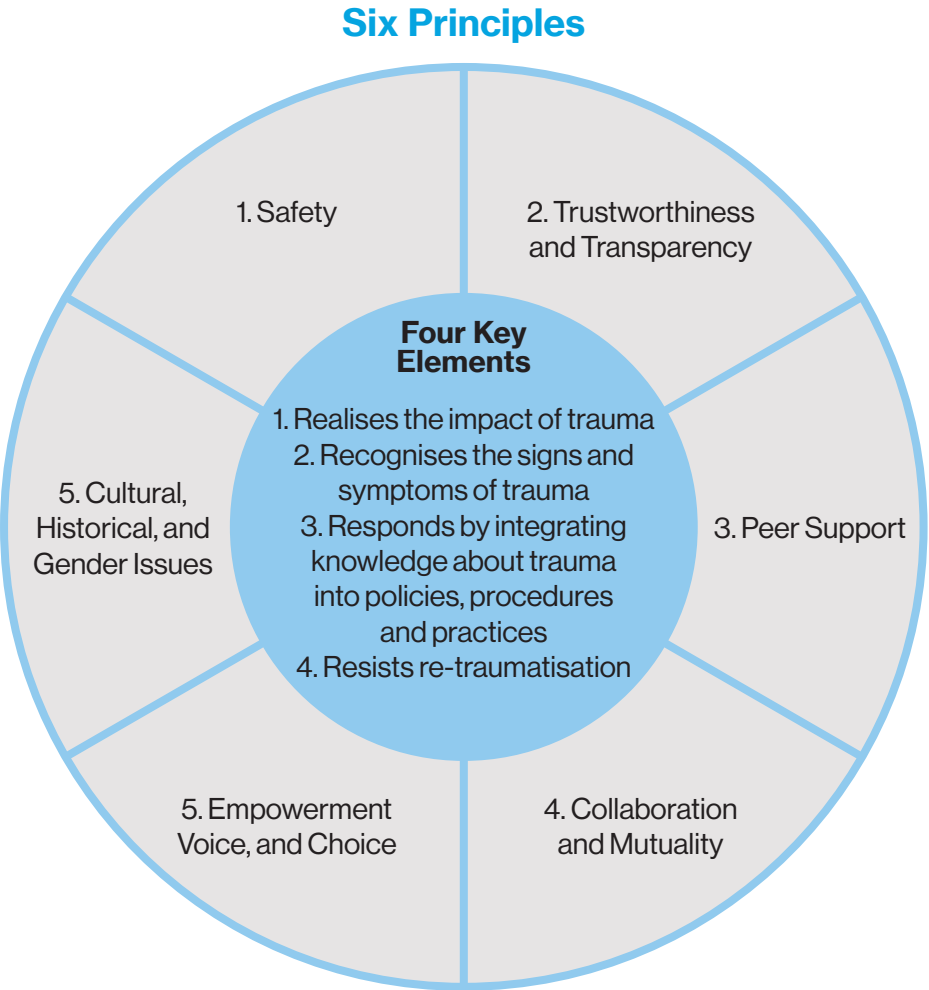 Six Principles
1. Safety
2. Trustworthiness
and Transparency
3. Peer Support
4. Collaboration
and Mutuality
5. Empowerment
Voice, and Choice
5. Cultural,
Historical, and
Gender Issues
Four Key
Elements
1. Realises the impact of trauma
2. Recognises the signs and
symptoms of trauma
3. Responds by integrating
knowledge about trauma
into policies, procedures
and practices
4. Resists re-traumatisation